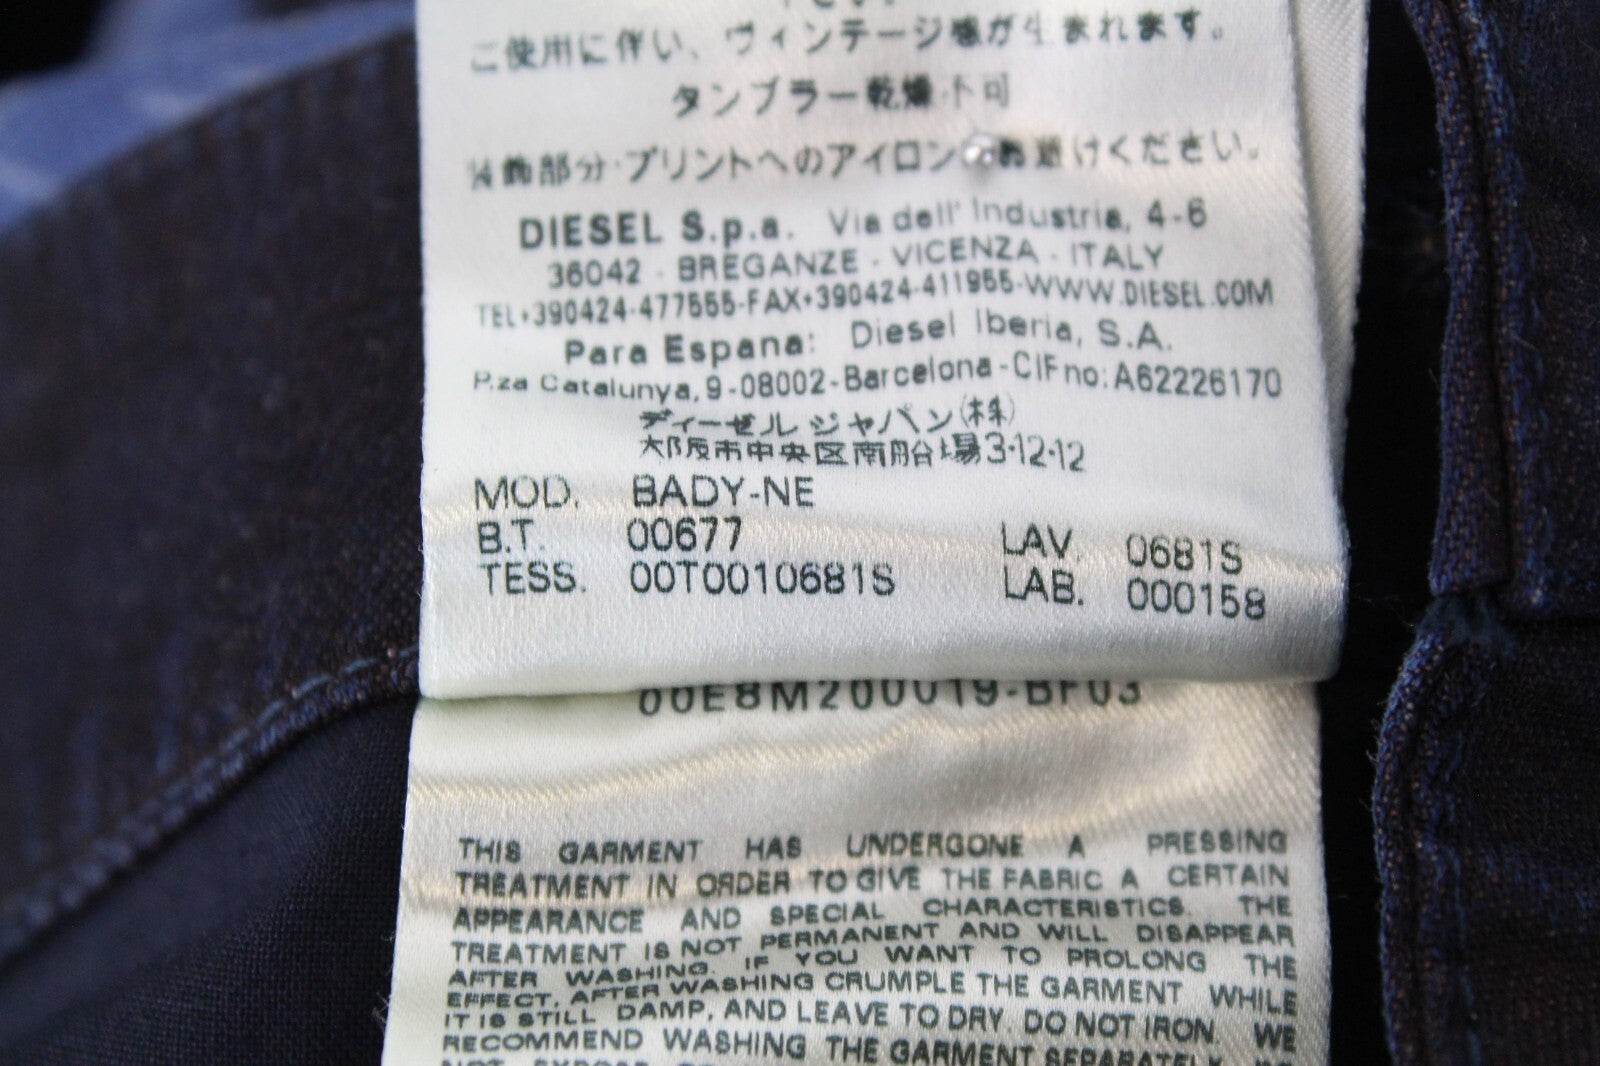 ご使用に伴い、ヴィンテージ感が生まれます。
タンブラー乾燥不可
装飾部分・プリントへのアイロンはお避けください。
DIESEL S.p.a. Via dell' Industria, 4-6
36042 - BREGANZE - VICENZA - ITALY
TEL+390424-477555-FAX+390424-411955-WWW.DIESEL.COM
Para Espana: Diesel Iberia, S.A.
P.za Catalunya, 9-08002-Barcelona-CIF no: A62226170
ディーゼルジャパン(株)
大阪市中央区南船場3-12-12
MOD. BADY-NE
B.T. 00677 LAV. 0681S
TESS. 00T0010681S LAB. 000158
00E8M200019-BF03
THIS GARMENT HAS UNDERGONE A PRESSING
TREATMENT IN ORDER TO GIVE THE FABRIC A CERTAIN
APPEARANCE AND SPECIAL CHARACTERISTICS. THE
TREATMENT IS NOT PERMANENT AND WILL DISAPPEAR
AFTER WASHING. IF YOU WANT TO PROLONG THE
EFFECT, AFTER WASHING CRUMPLE THE GARMENT WHILE
IT IS STILL DAMP, AND LEAVE TO DRY. DO NOT IRON. WE
RECOMMEND WASHING THE GARMENT SEPARATELY.